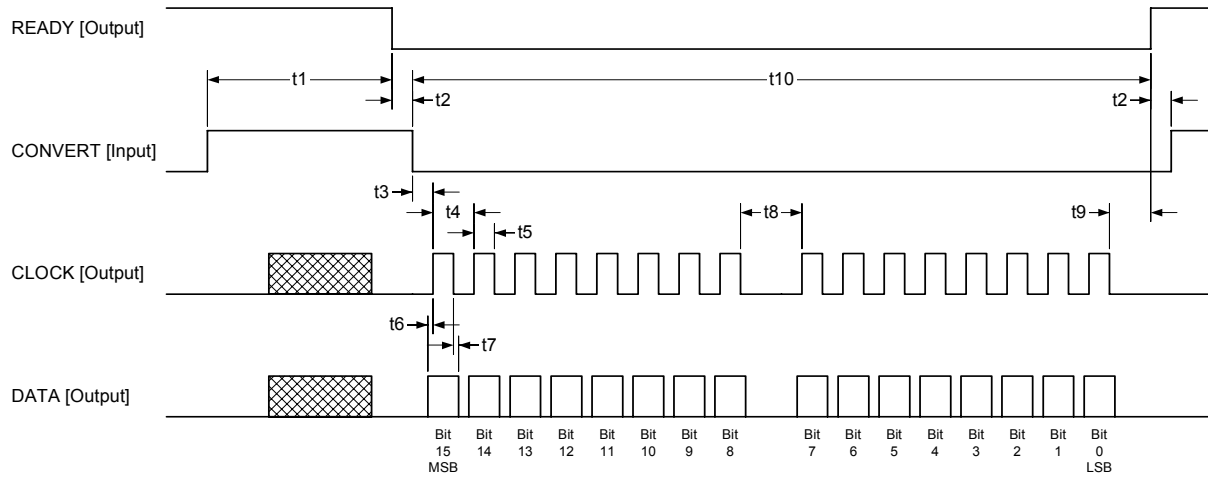 READY [Output]
t1
t10
t2
t2
CONVERT [Input]
t3
t4
t8
t9
t5
CLOCK [Output]
t6
t7
DATA [Output]
Bit 15 MSB
Bit 14
Bit 13
Bit 12
Bit 11
Bit 10
Bit 9
Bit 8
Bit 7
Bit 6
Bit 5
Bit 4
Bit 3
Bit 2
Bit 1
Bit 0 LSB